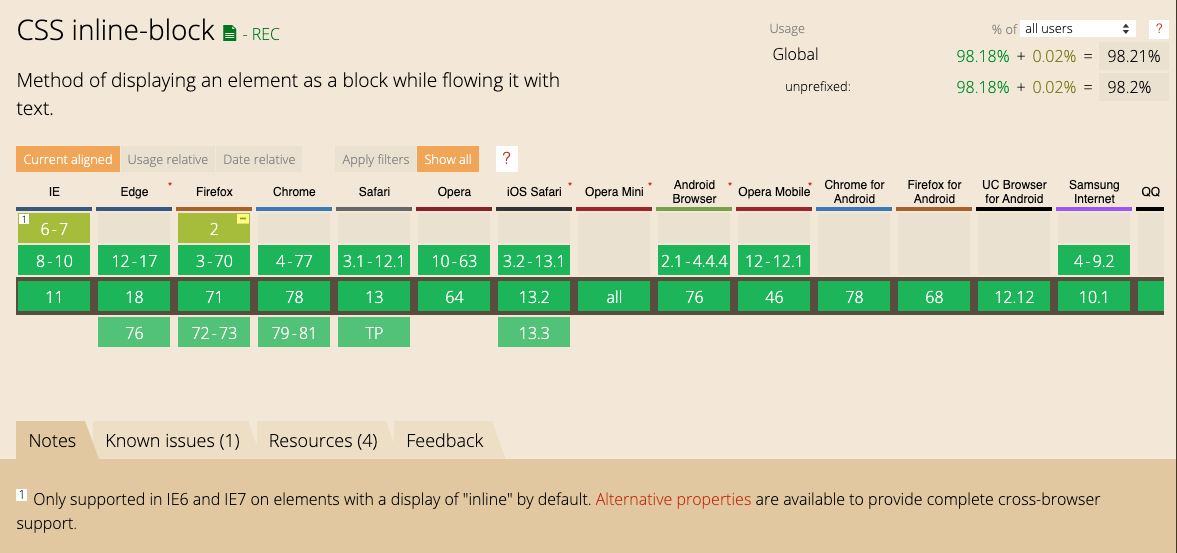 CSS inline-block - REC
Usage % of all users ?
Global 98.18% + 0.02% = 98.21%
unprefixed: 98.18% + 0.02% = 98.2%
Method of displaying an element as a block while flowing it with
text.
Current aligned Usage relative Date relative Apply filters Show all ?
IE Edge * Firefox Chrome Safari Opera iOS Safari * Opera Mini * Android Browser * Opera Mobile * Chrome for Android Firefox for Android UC Browser for Android Samsung Internet QQ
1 6-7 2
8-10 12-17 3-70 4-77 3.1-12.1 10-63 3.2-13.1 2.1-4.4.4 12-12.1 4-9.2
11 18 71 78 13 64 13.2 all 76 46 78 68 12.12 10.1
76 72-73 79-81 TP 13.3
Notes Known issues (1) Resources (4) Feedback
1 Only supported in IE6 and IE7 on elements with a display of "inline" by default. Alternative properties are available to provide complete cross-browser
support.